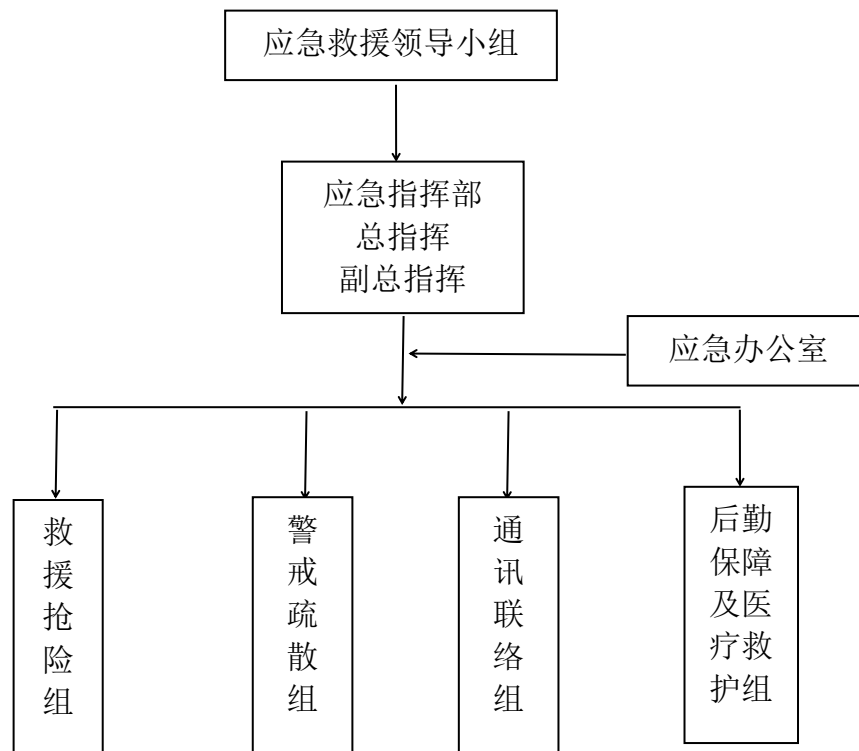 应急救援领导小组
应急指挥部
总指挥
副总指挥
应急办公室
救
援
抢
险
组
警
戒
疏
散
组
通
讯
联
络
组
后勤
保障
及医
疗救
护组